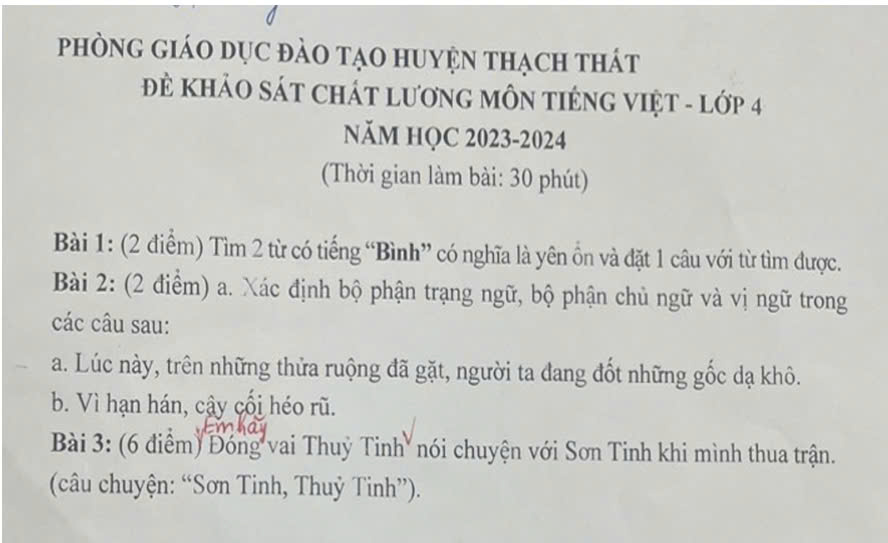 PHÒNG GIÁO DỤC ĐÀO TẠO HUYỆN THẠCH THẤT
ĐỀ KHẢO SÁT CHẤT LƯƠNG MÔN TIẾNG VIỆT - LỚP 4
NĂM HỌC 2023-2024
(Thời gian làm bài: 30 phút)
Bài 1: (2 điểm) Tìm 2 từ có tiếng “Bình” có nghĩa là yên ổn và đặt 1 câu với từ tìm được.
Bài 2: (2 điểm) a. Xác định bộ phận trạng ngữ, bộ phận chủ ngữ và vị ngữ trong
các câu sau:
a. Lúc này, trên những thửa ruộng đã gặt, người ta đang đốt những gốc dạ khô.
b. Vì hạn hán, cây cối héo rũ.
Em hãy
Bài 3: (6 điểm) Đóng vai Thuỷ Tinh nói chuyện với Sơn Tinh khi mình thua trận.
(câu chuyện: “Sơn Tinh, Thuỷ Tinh”).